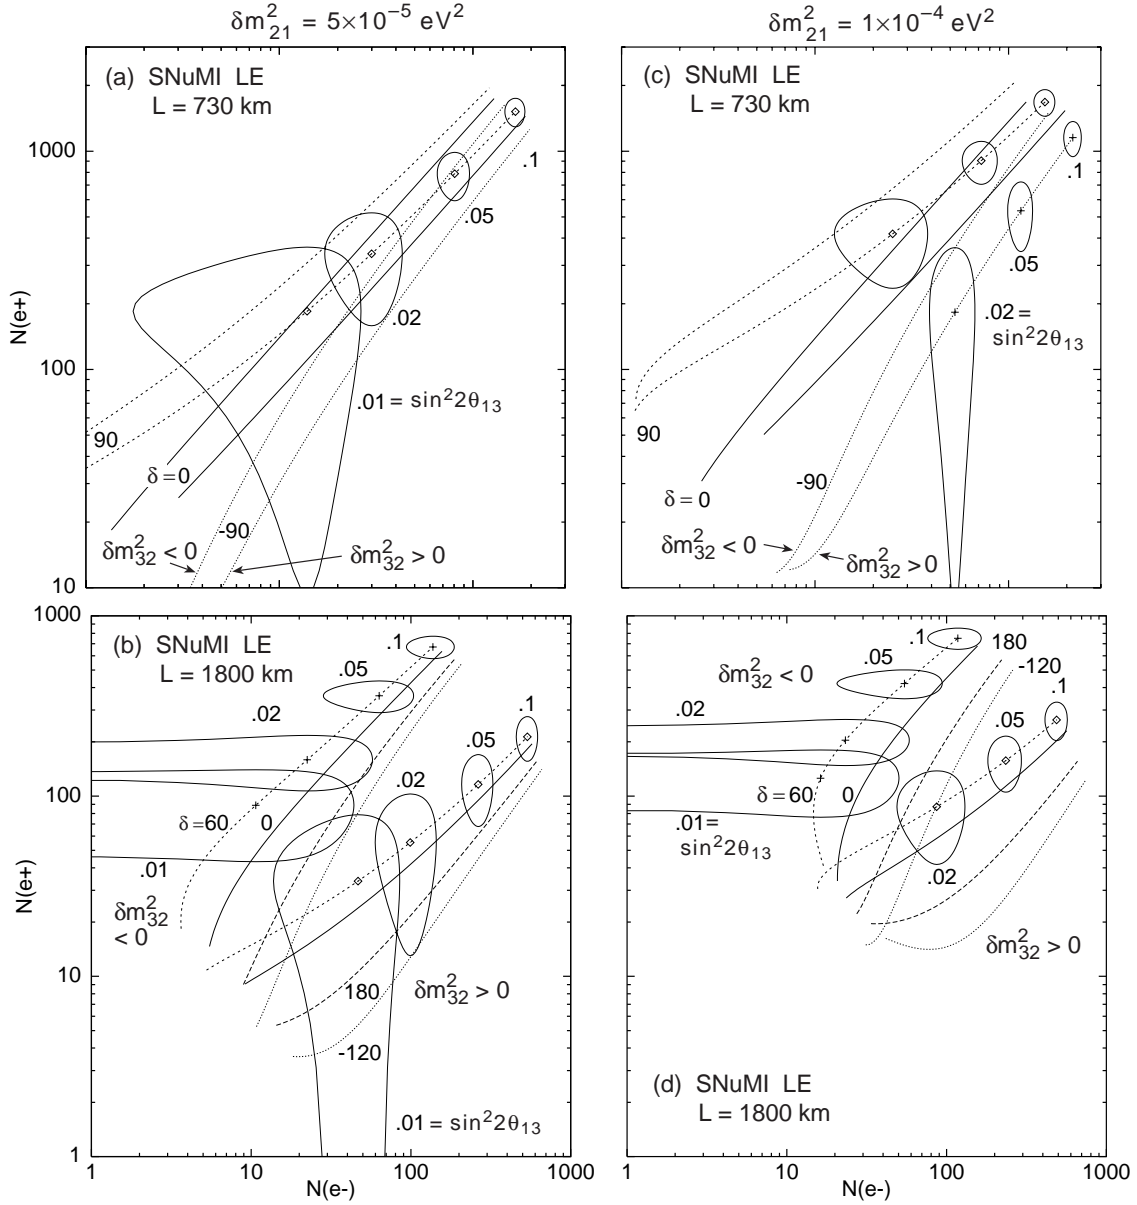 δm²₂₁ = 5×10⁻⁵ eV²
δm²₂₁ = 1×10⁻⁴ eV²
(a) SNuMI LE
L = 730 km
1000
100
10
N(e+)
.1
.05
.02
.01 = sin²2θ₁₃
90
δ = 0
-90
δm²₃₂ < 0
δm²₃₂ > 0
(c) SNuMI LE
L = 730 km
.1
.05
.02 =
sin²2θ₁₃
90
δ = 0
-90
δm²₃₂ < 0
δm²₃₂ > 0
1000
(b) SNuMI LE
L = 1800 km
100
10
1
N(e+)
.1
.05
.02
.1
.05
.02
δ = 60
0
.01
δm²₃₂
< 0
180
δm²₃₂ > 0
-120
.01 = sin²2θ₁₃
1
10
100
1000
N(e-)
.1
180
-120
.05
δm²₃₂ < 0
.1
.02
.05
δ = 60
0
.01 =
sin²2θ₁₃
.02
δm²₃₂ > 0
(d) SNuMI LE
L = 1800 km
1
10
100
1000
N(e-)